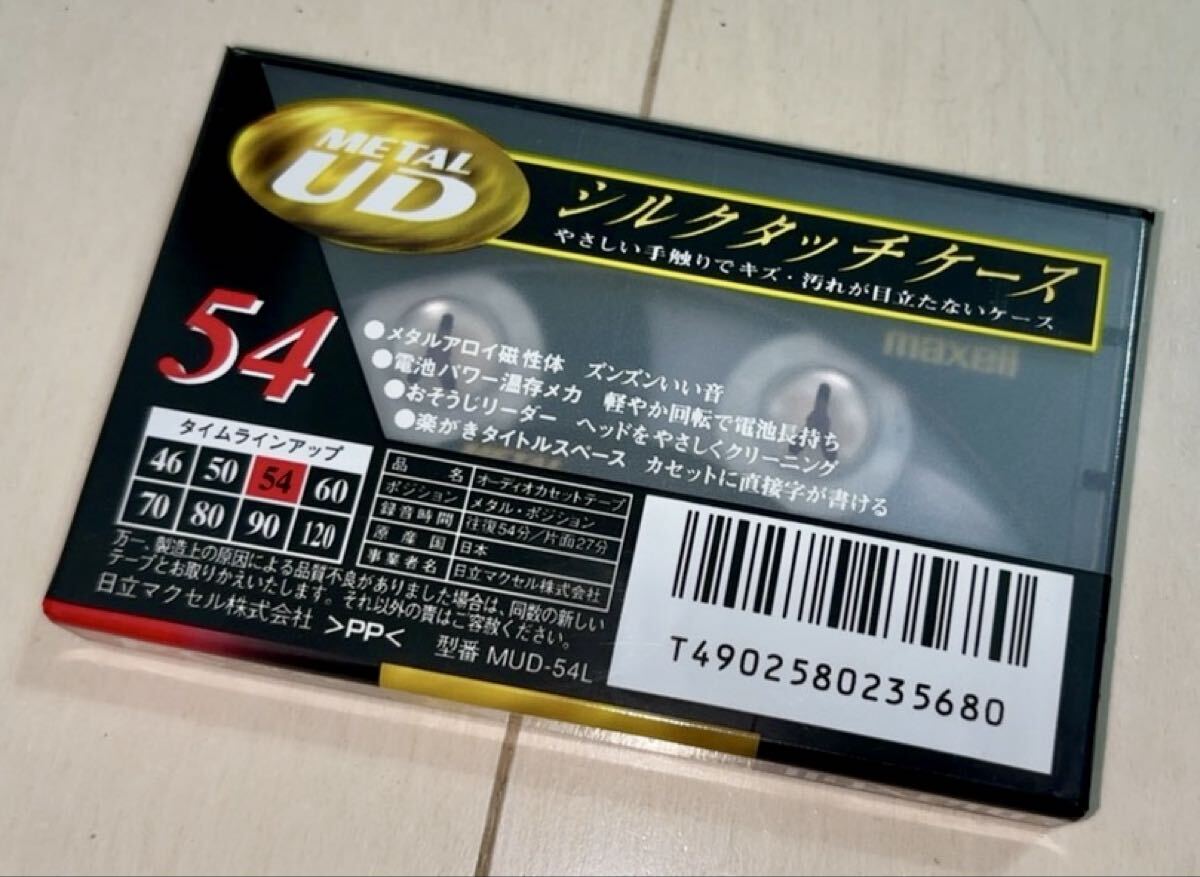 METAL
UD
シルクタッチケース
やさしい手触りでキズ・汚れが目立たないケース
maxell
54
●メタルアロイ磁性体 ズンズンいい音
●電池パワー温存メカ 軽やか回転で電池長持ち
●おそうじリーダー ヘッドをやさしくクリーニング
●楽がきタイトルスペース カセットに直接字が書ける
タイムラインアップ
46 50 54 60
70 80 90 120
品名 オーディオカセットテープ
ポジション メタル・ポジション
録音時間 往復54分/片面27分
原産国 日本
事業者名 日立マクセル株式会社
万一、製造上の原因による品質不良がありました場合は、同数の新しい
テープとお取りかえいたします。それ以外の責はご容赦ください。
日立マクセル株式会社 >PP< 型番 MUD-54L
T4902580235680